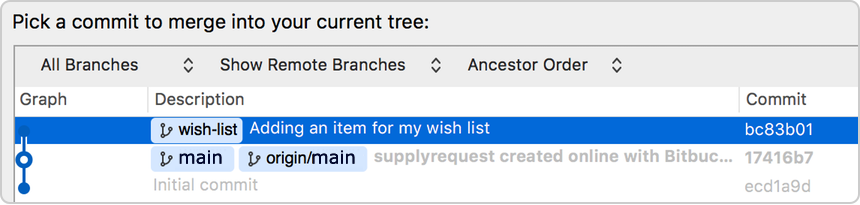 Pick a commit to merge into your current tree:
All Branches Show Remote Branches Ancestor Order
Graph Description Commit
wish-list Adding an item for my wish list bc83b01
main origin/main supplyrequest created online with Bitbuc... 17416b7
Initial commit ecd1a9d